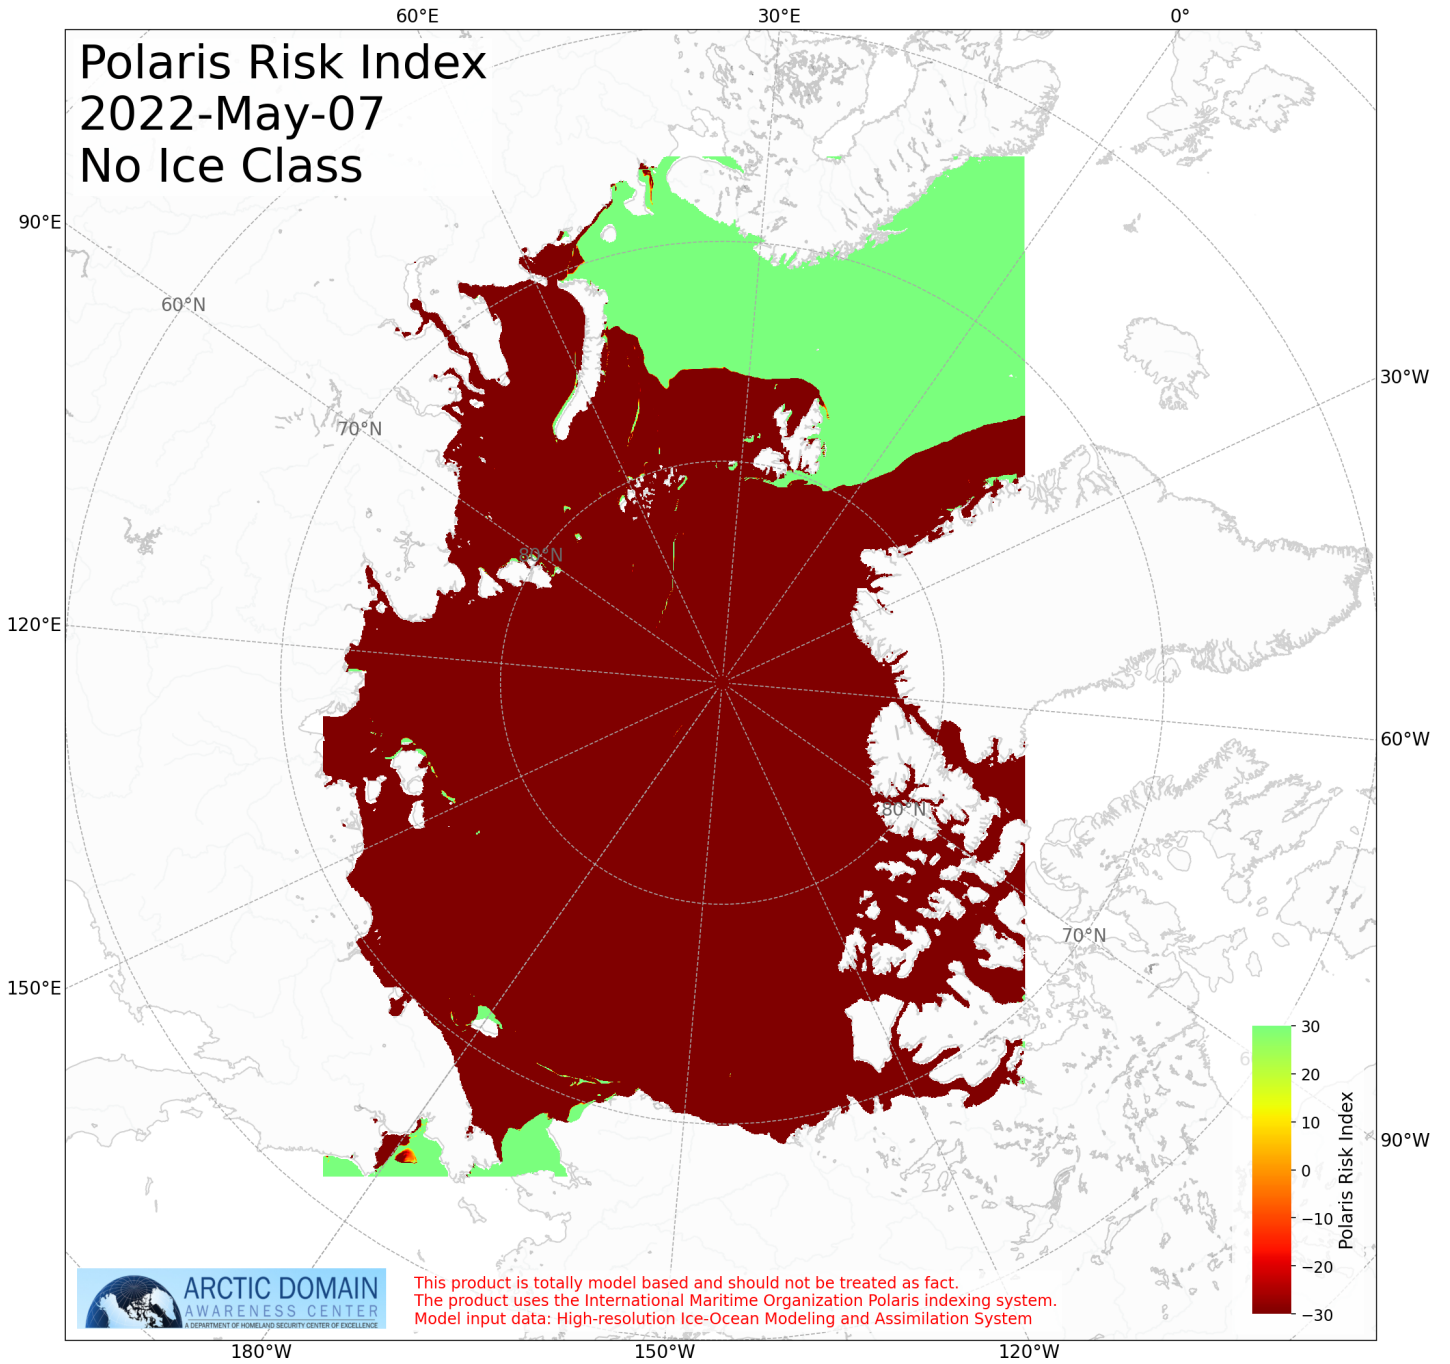 60°E
30°E
0°
Polaris Risk Index
2022-May-07
No Ice Class
90°E
60°N
30°W
70°N
80°N
120°E
60°W
80°N
70°N
150°E
30
20
10
0
−10
−20
−30
Polaris Risk Index
90°W
ARCTIC DOMAIN
AWARENESS CENTER
A DEPARTMENT OF HOMELAND SECURITY CENTER OF EXCELLENCE
This product is totally model based and should not be treated as fact.
The product uses the International Maritime Organization Polaris indexing system.
Model input data: High-resolution Ice-Ocean Modeling and Assimilation System
180°W
150°W
120°W